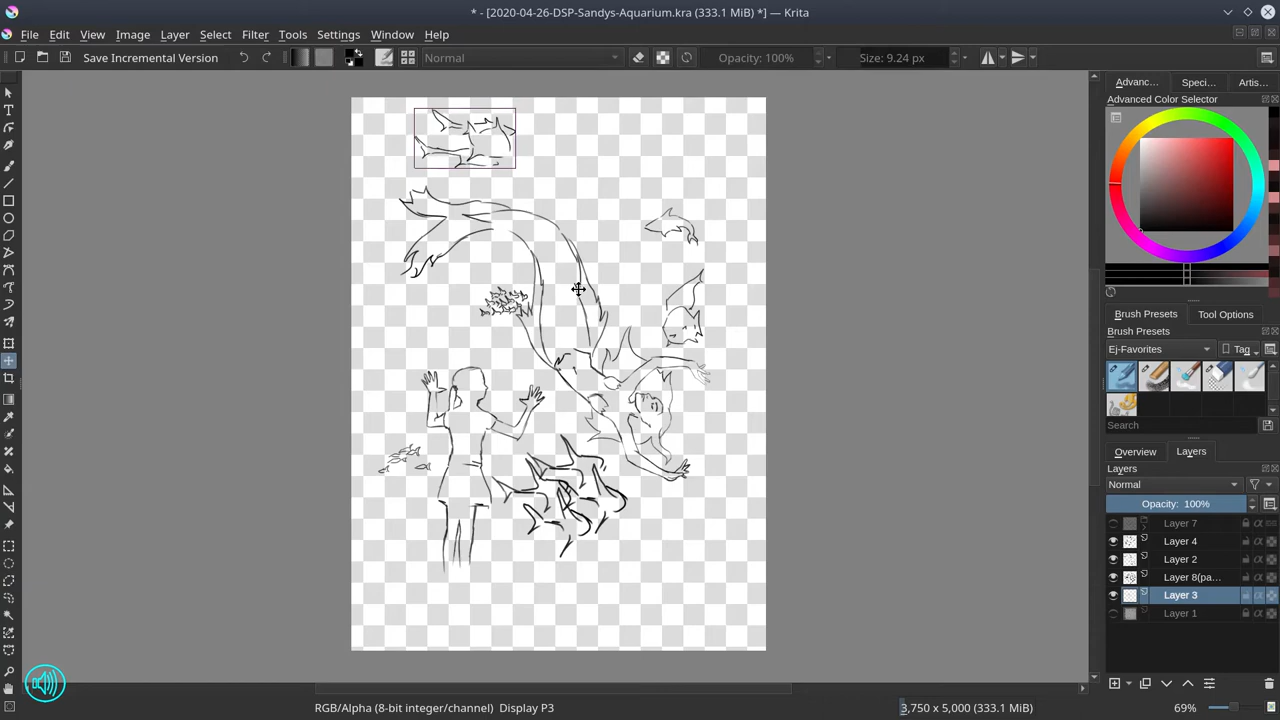 * - [2020-04-26-DSP-Sandys-Aquarium.kra (333.1 MiB) *] — Krita
File Edit View Image Layer Select Filter Tools Settings Window Help
Save Incremental Version Normal Opacity: 100% Size: 9.24 px
Advanc... Speci... Artis...
Advanced Color Selector
Brush Presets Tool Options
Brush Presets
Ej-Favorites Tag
Search
Overview Layers
Layers
Normal
Opacity: 100%
Layer 7
Layer 4
Layer 2
Layer 8(pa...
Layer 3
Layer 1
RGB/Alpha (8-bit integer/channel) Display P3 3,750 x 5,000 (333.1 MiB) 69%